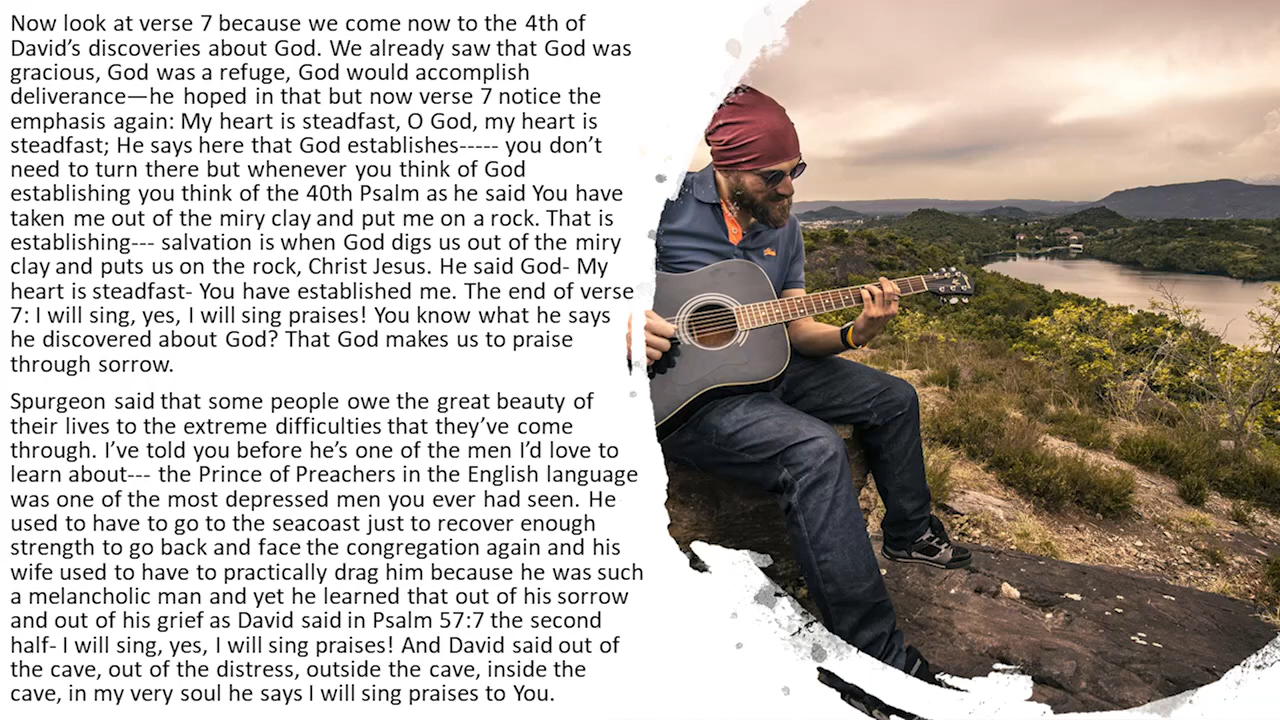 Now look at verse 7 because we come now to the 4th of
David’s discoveries about God. We already saw that God was
gracious, God was a refuge, God would accomplish
deliverance—he hoped in that but now verse 7 notice the
emphasis again: My heart is steadfast, O God, my heart is
steadfast; He says here that God establishes----- you don’t
need to turn there but whenever you think of God
establishing you think of the 40th Psalm as he said You have
taken me out of the miry clay and put me on a rock. That is
establishing--- salvation is when God digs us out of the miry
clay and puts us on the rock, Christ Jesus. He said God- My
heart is steadfast- You have established me. The end of verse
7: I will sing, yes, I will sing praises! You know what he says
he discovered about God? That God makes us to praise
through sorrow.
Spurgeon said that some people owe the great beauty of
their lives to the extreme difficulties that they’ve come
through. I’ve told you before he’s one of the men I’d love to
learn about--- the Prince of Preachers in the English language
was one of the most depressed men you ever had seen. He
used to have to go to the seacoast just to recover enough
strength to go back and face the congregation again and his
wife used to have to practically drag him because he was such
a melancholic man and yet he learned that out of his sorrow
and out of his grief as David said in Psalm 57:7 the second
half- I will sing, yes, I will sing praises! And David said out of
the cave, out of the distress, outside the cave, inside the
cave, in my very soul he says I will sing praises to You.